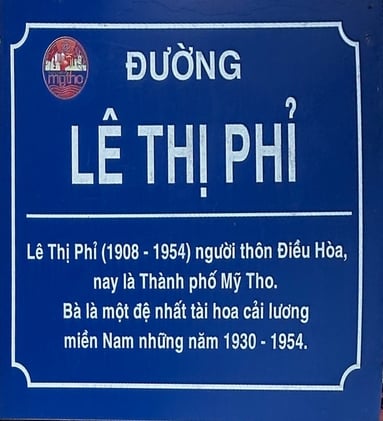 mỹtho
ĐƯỜNG
LÊ THỊ PHỈ
Lê Thị Phỉ (1908 - 1954) người thôn Điều Hòa,
nay là Thành phố Mỹ Tho.
Bà là một đệ nhất tài hoa cải lương
miền Nam những năm 1930 - 1954.